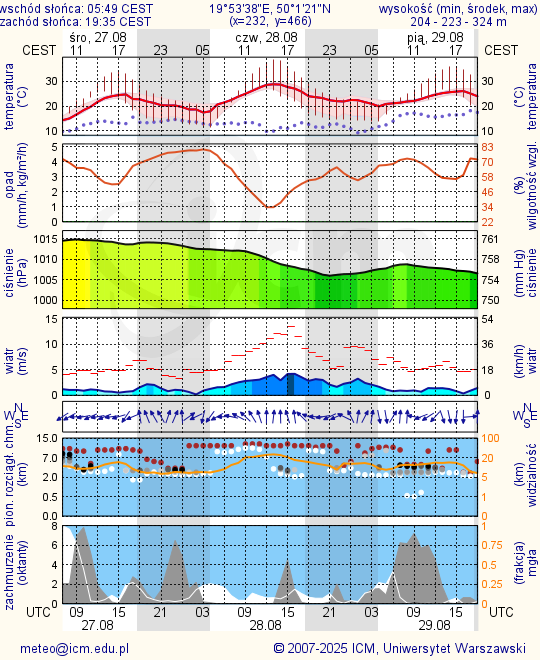 wschód słońca: 05:49 CEST 19°53'38"E, 50°1'21"N wysokość (min, środek, max)
zachód słońca: 19:35 CEST (x=232, y=466) 204 - 223 - 324 m
śro, 27.08 czw, 28.08 pią, 29.08
CEST 11 17 23 05 11 17 23 05 11 17 CEST
temperatura (°C) 30 20 10 30 20 10 (°C) temperatura
opad (mm/h, kg/m²/h) 5 4 3 2 1 0 83 70 58 46 34 22 (%) wilgotność wzgl.
ciśnienie (hPa) 1015 1010 1005 1000 761 758 754 750 (mm Hg) ciśnienie
wiatr (m/s) 15 10 5 0 54 36 18 0 (km/h) wiatr
N W E S N W E S
pion. rozciągł. chm. (km) 15.0 7.0 2.0 0.5 0.0 100 20 5 1 0 (km) widzialność
zachmurzenie (oktanty) 8 6 4 2 0 1 0.75 0.5 0.25 0 (frakcja) mgła
UTC 09 15 21 03 09 15 21 03 09 15 UTC
27.08 28.08 29.08
meteo@icm.edu.pl © 2007-2025 ICM, Uniwersytet Warszawski